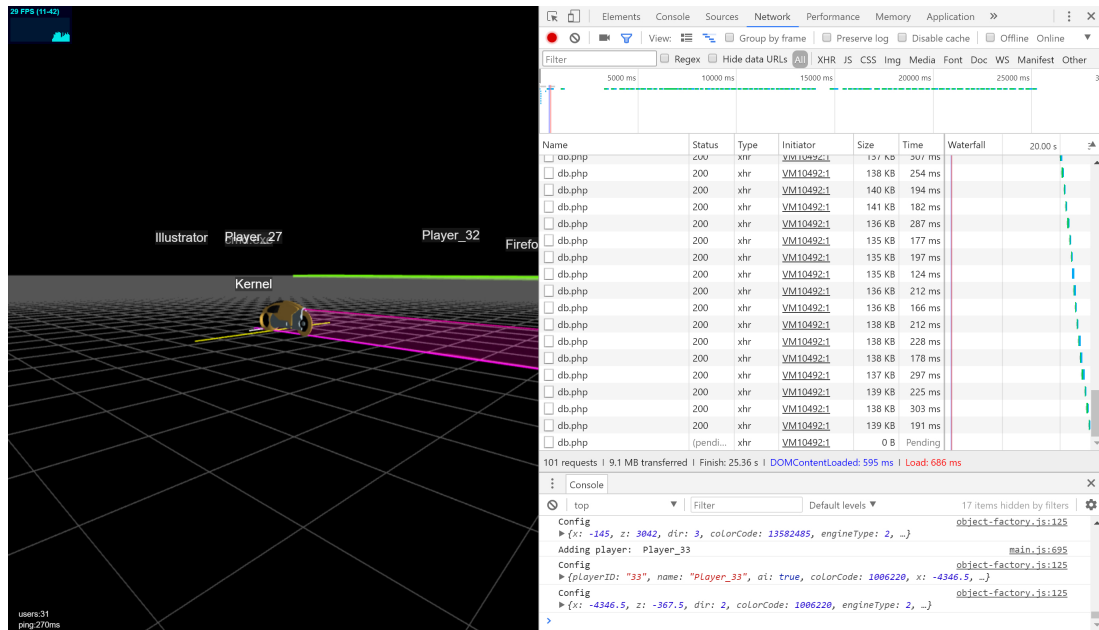 29 FPS (11-42)
Illustrator
Player_27
Player_32
Firefo
Kernel
users:31
ping:270ms
Elements Console Sources Network Performance Memory Application »
View: Group by frame Preserve log Disable cache Offline Online
Filter Regex Hide data URLs All XHR JS CSS Img Media Font Doc WS Manifest Other
5000 ms 10000 ms 15000 ms 20000 ms 25000 ms 3
Name Status Type Initiator Size Time Waterfall 20.00 s
db.php 200 xhr VM10492:1 137 KB 307 ms
db.php 200 xhr VM10492:1 138 KB 254 ms
db.php 200 xhr VM10492:1 140 KB 194 ms
db.php 200 xhr VM10492:1 141 KB 182 ms
db.php 200 xhr VM10492:1 136 KB 287 ms
db.php 200 xhr VM10492:1 135 KB 177 ms
db.php 200 xhr VM10492:1 135 KB 197 ms
db.php 200 xhr VM10492:1 135 KB 124 ms
db.php 200 xhr VM10492:1 136 KB 212 ms
db.php 200 xhr VM10492:1 136 KB 166 ms
db.php 200 xhr VM10492:1 138 KB 212 ms
db.php 200 xhr VM10492:1 138 KB 228 ms
db.php 200 xhr VM10492:1 138 KB 178 ms
db.php 200 xhr VM10492:1 137 KB 297 ms
db.php 200 xhr VM10492:1 139 KB 225 ms
db.php 200 xhr VM10492:1 138 KB 303 ms
db.php 200 xhr VM10492:1 139 KB 191 ms
db.php (pendi... xhr VM10492:1 0 B Pending
101 requests | 9.1 MB transferred | Finish: 25.36 s | DOMContentLoaded: 595 ms | Load: 686 ms
Console
top Filter Default levels 17 items hidden by filters
Config object-factory.js:125
{x: -145, z: 3042, dir: 3, colorCode: 13582485, engineType: 2, …}
Adding player: Player_33 main.js:695
Config object-factory.js:125
{playerID: "33", name: "Player_33", ai: true, colorCode: 1006220, x: -4346.5, …}
Config object-factory.js:125
{x: -4346.5, z: -367.5, dir: 2, colorCode: 1006220, engineType: 2, …}